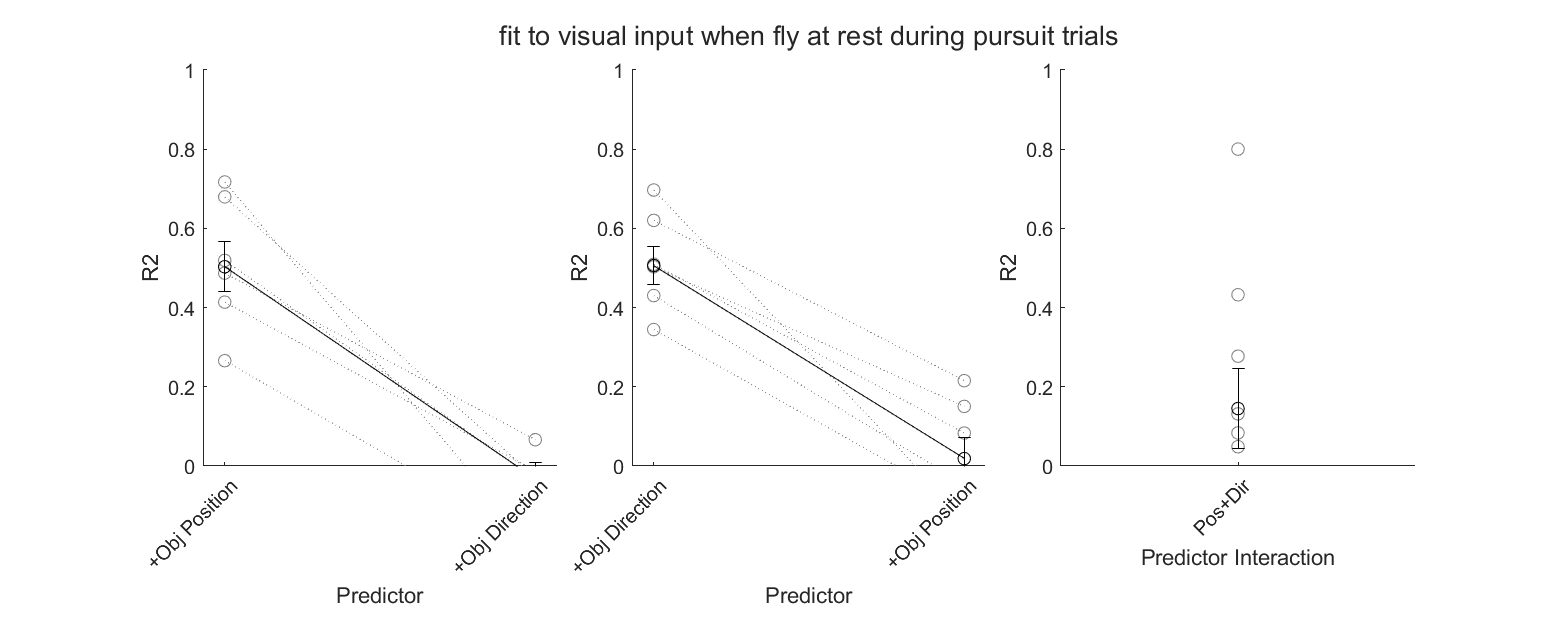 fit to visual input when fly at rest during pursuit trials
1
0.8
0.6
0.4
0.2
0
R2
+Obj Position
+Obj Direction
Predictor
1
0.8
0.6
0.4
0.2
0
R2
+Obj Direction
+Obj Position
Predictor
1
0.8
0.6
0.4
0.2
0
R2
Pos+Dir
Predictor Interaction